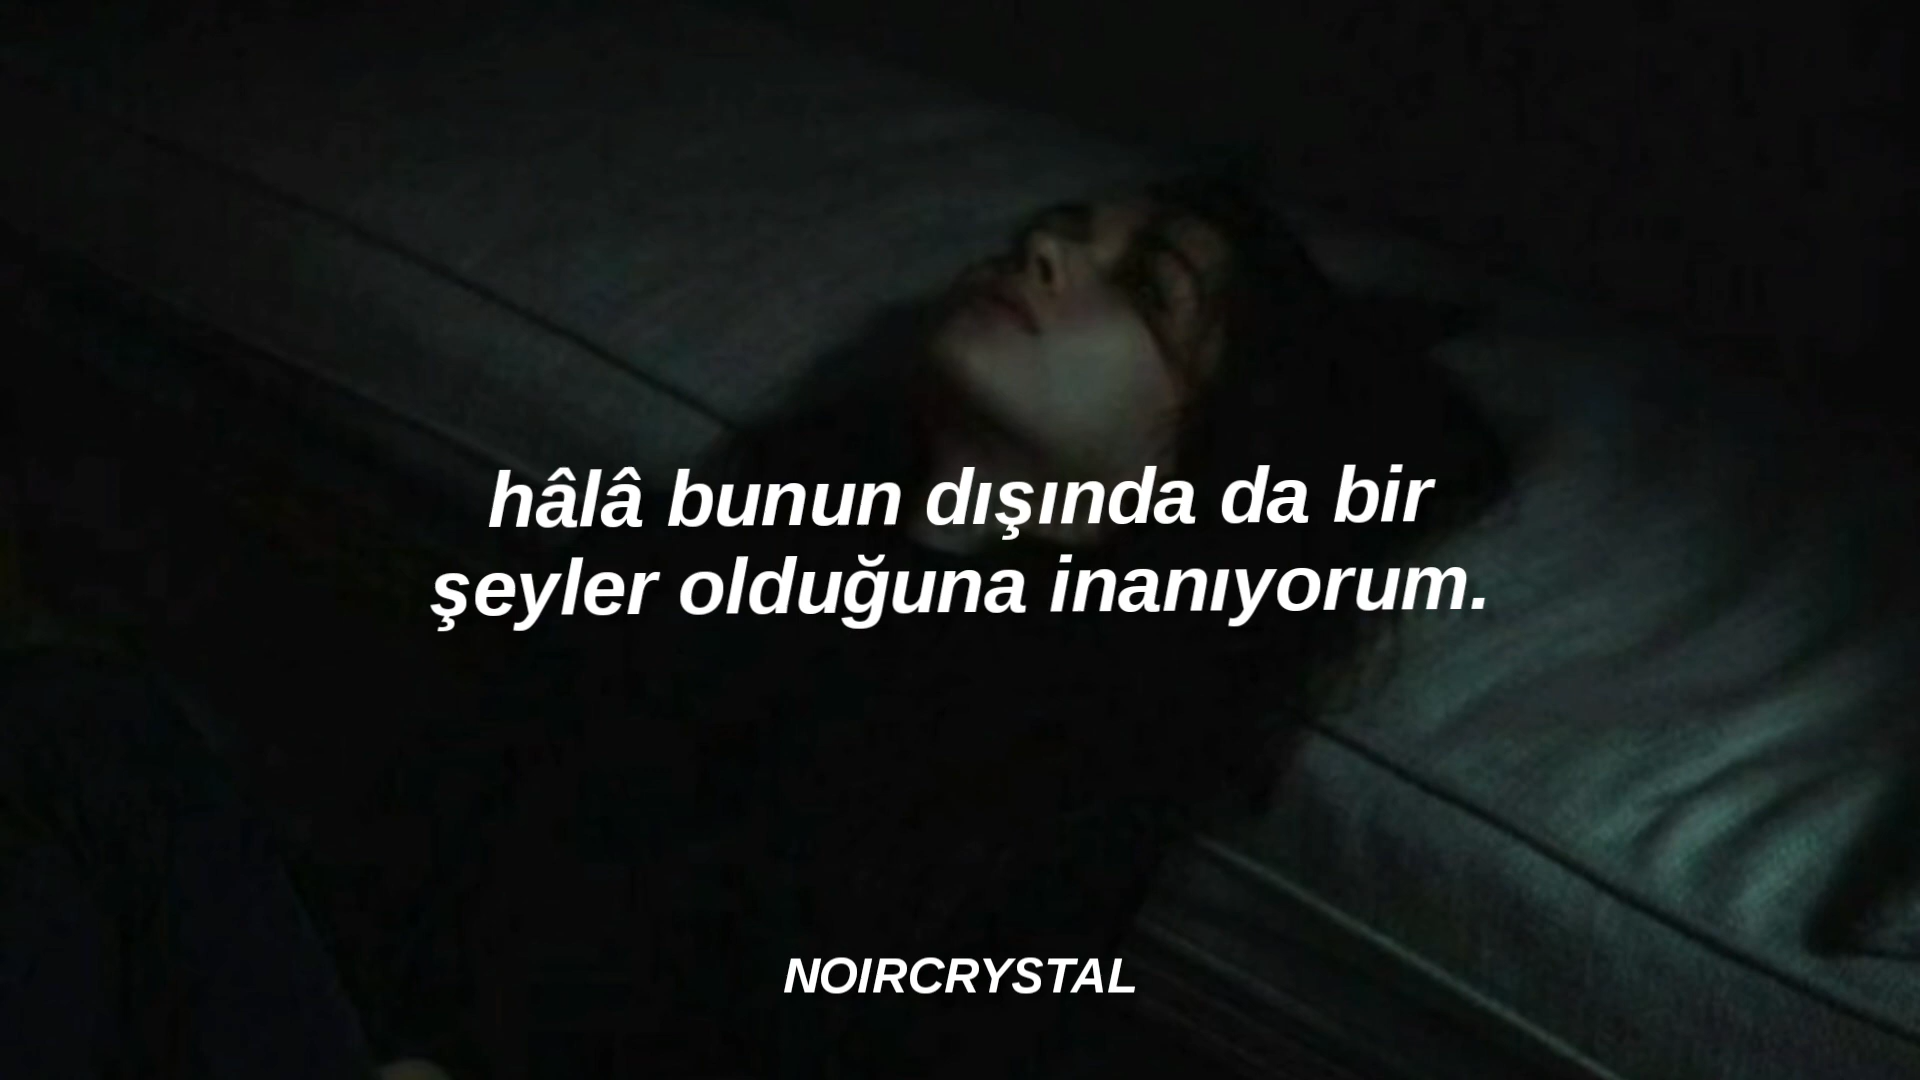 hâlâ bunun dışında da bir
şeyler olduğuna inanıyorum.
NOIRCRYSTAL